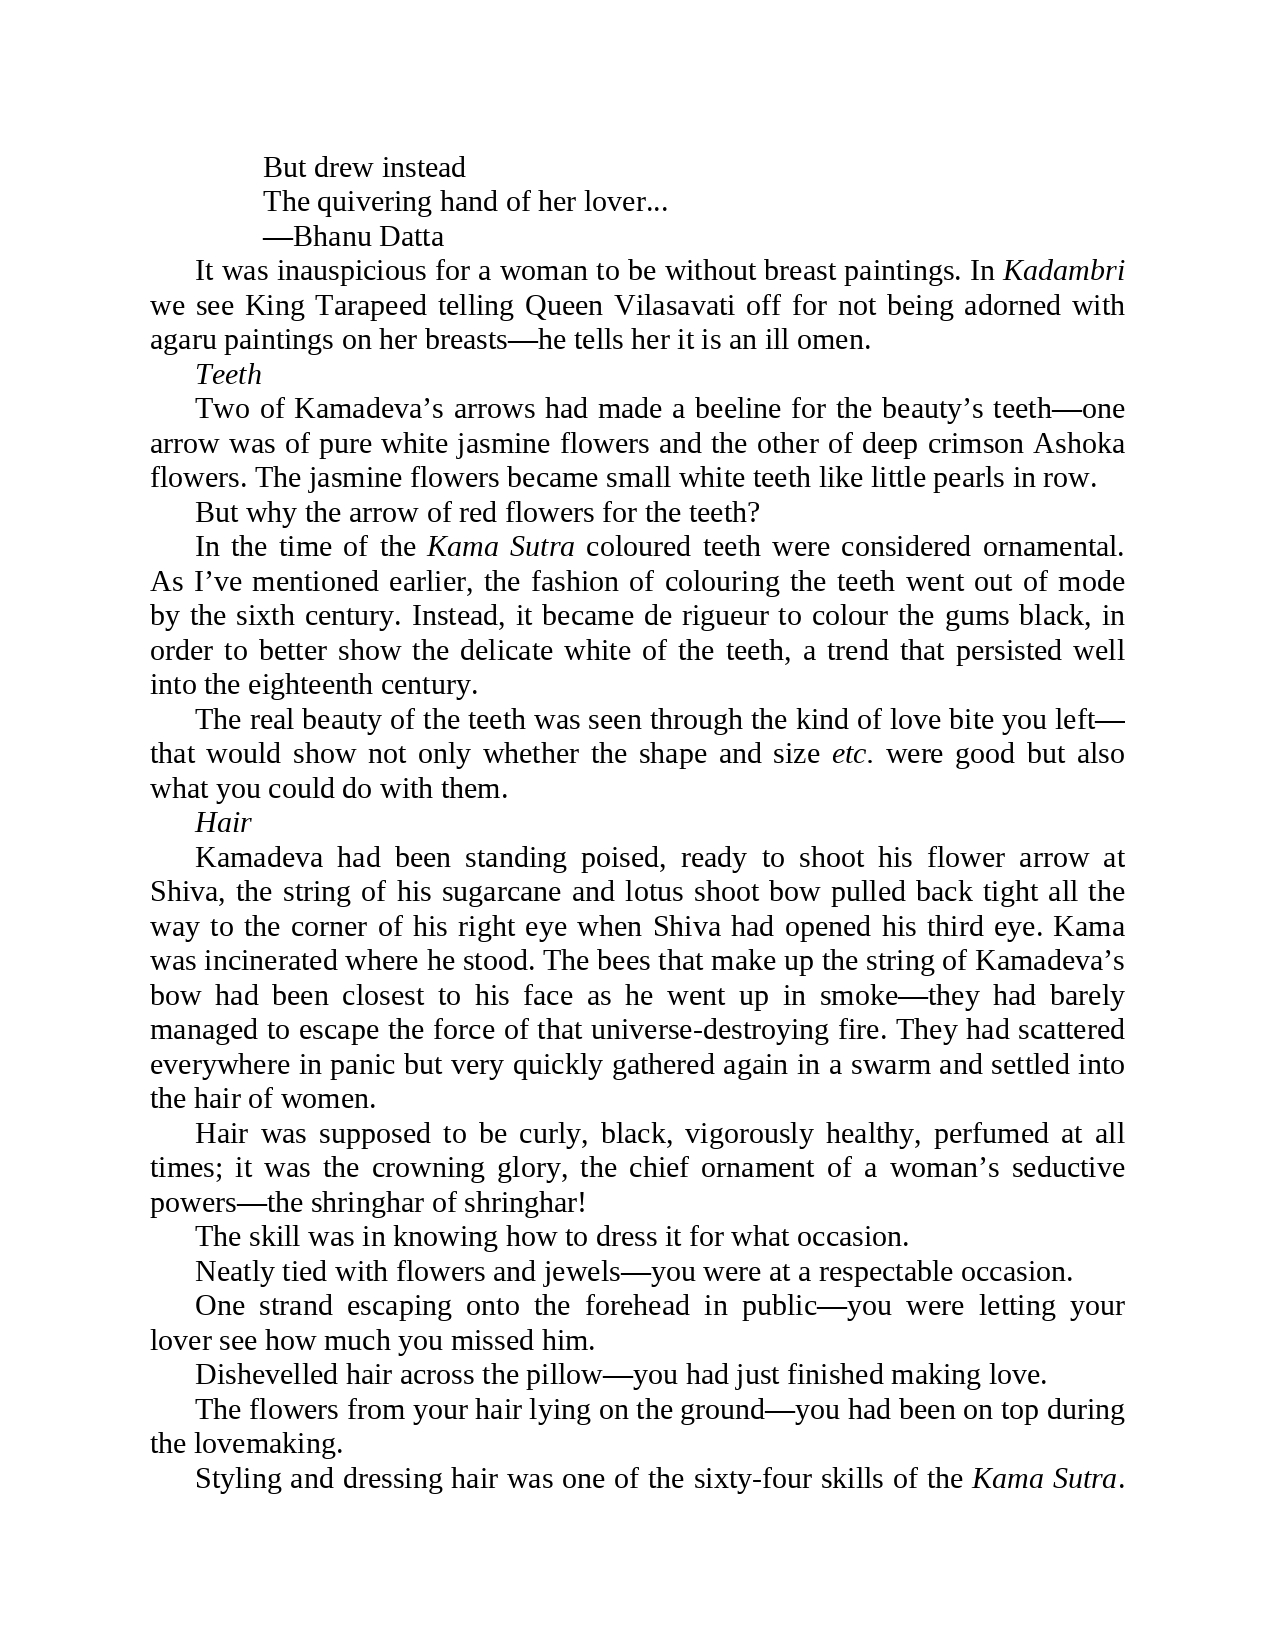 But drew instead
The quivering hand of her lover...
—Bhanu Datta
It was inauspicious for a woman to be without breast paintings. In Kadambri
we see King Tarapeed telling Queen Vilasavati off for not being adorned with
agaru paintings on her breasts—he tells her it is an ill omen.
Teeth
Two of Kamadeva’s arrows had made a beeline for the beauty’s teeth—one
arrow was of pure white jasmine flowers and the other of deep crimson Ashoka
flowers. The jasmine flowers became small white teeth like little pearls in row.
But why the arrow of red flowers for the teeth?
In the time of the Kama Sutra coloured teeth were considered ornamental.
As I’ve mentioned earlier, the fashion of colouring the teeth went out of mode
by the sixth century. Instead, it became de rigueur to colour the gums black, in
order to better show the delicate white of the teeth, a trend that persisted well
into the eighteenth century.
The real beauty of the teeth was seen through the kind of love bite you left—
that would show not only whether the shape and size etc. were good but also
what you could do with them.
Hair
Kamadeva had been standing poised, ready to shoot his flower arrow at
Shiva, the string of his sugarcane and lotus shoot bow pulled back tight all the
way to the corner of his right eye when Shiva had opened his third eye. Kama
was incinerated where he stood. The bees that make up the string of Kamadeva’s
bow had been closest to his face as he went up in smoke—they had barely
managed to escape the force of that universe-destroying fire. They had scattered
everywhere in panic but very quickly gathered again in a swarm and settled into
the hair of women.
Hair was supposed to be curly, black, vigorously healthy, perfumed at all
times; it was the crowning glory, the chief ornament of a woman’s seductive
powers—the shringhar of shringhar!
The skill was in knowing how to dress it for what occasion.
Neatly tied with flowers and jewels—you were at a respectable occasion.
One strand escaping onto the forehead in public—you were letting your
lover see how much you missed him.
Dishevelled hair across the pillow—you had just finished making love.
The flowers from your hair lying on the ground—you had been on top during
the lovemaking.
Styling and dressing hair was one of the sixty-four skills of the Kama Sutra.